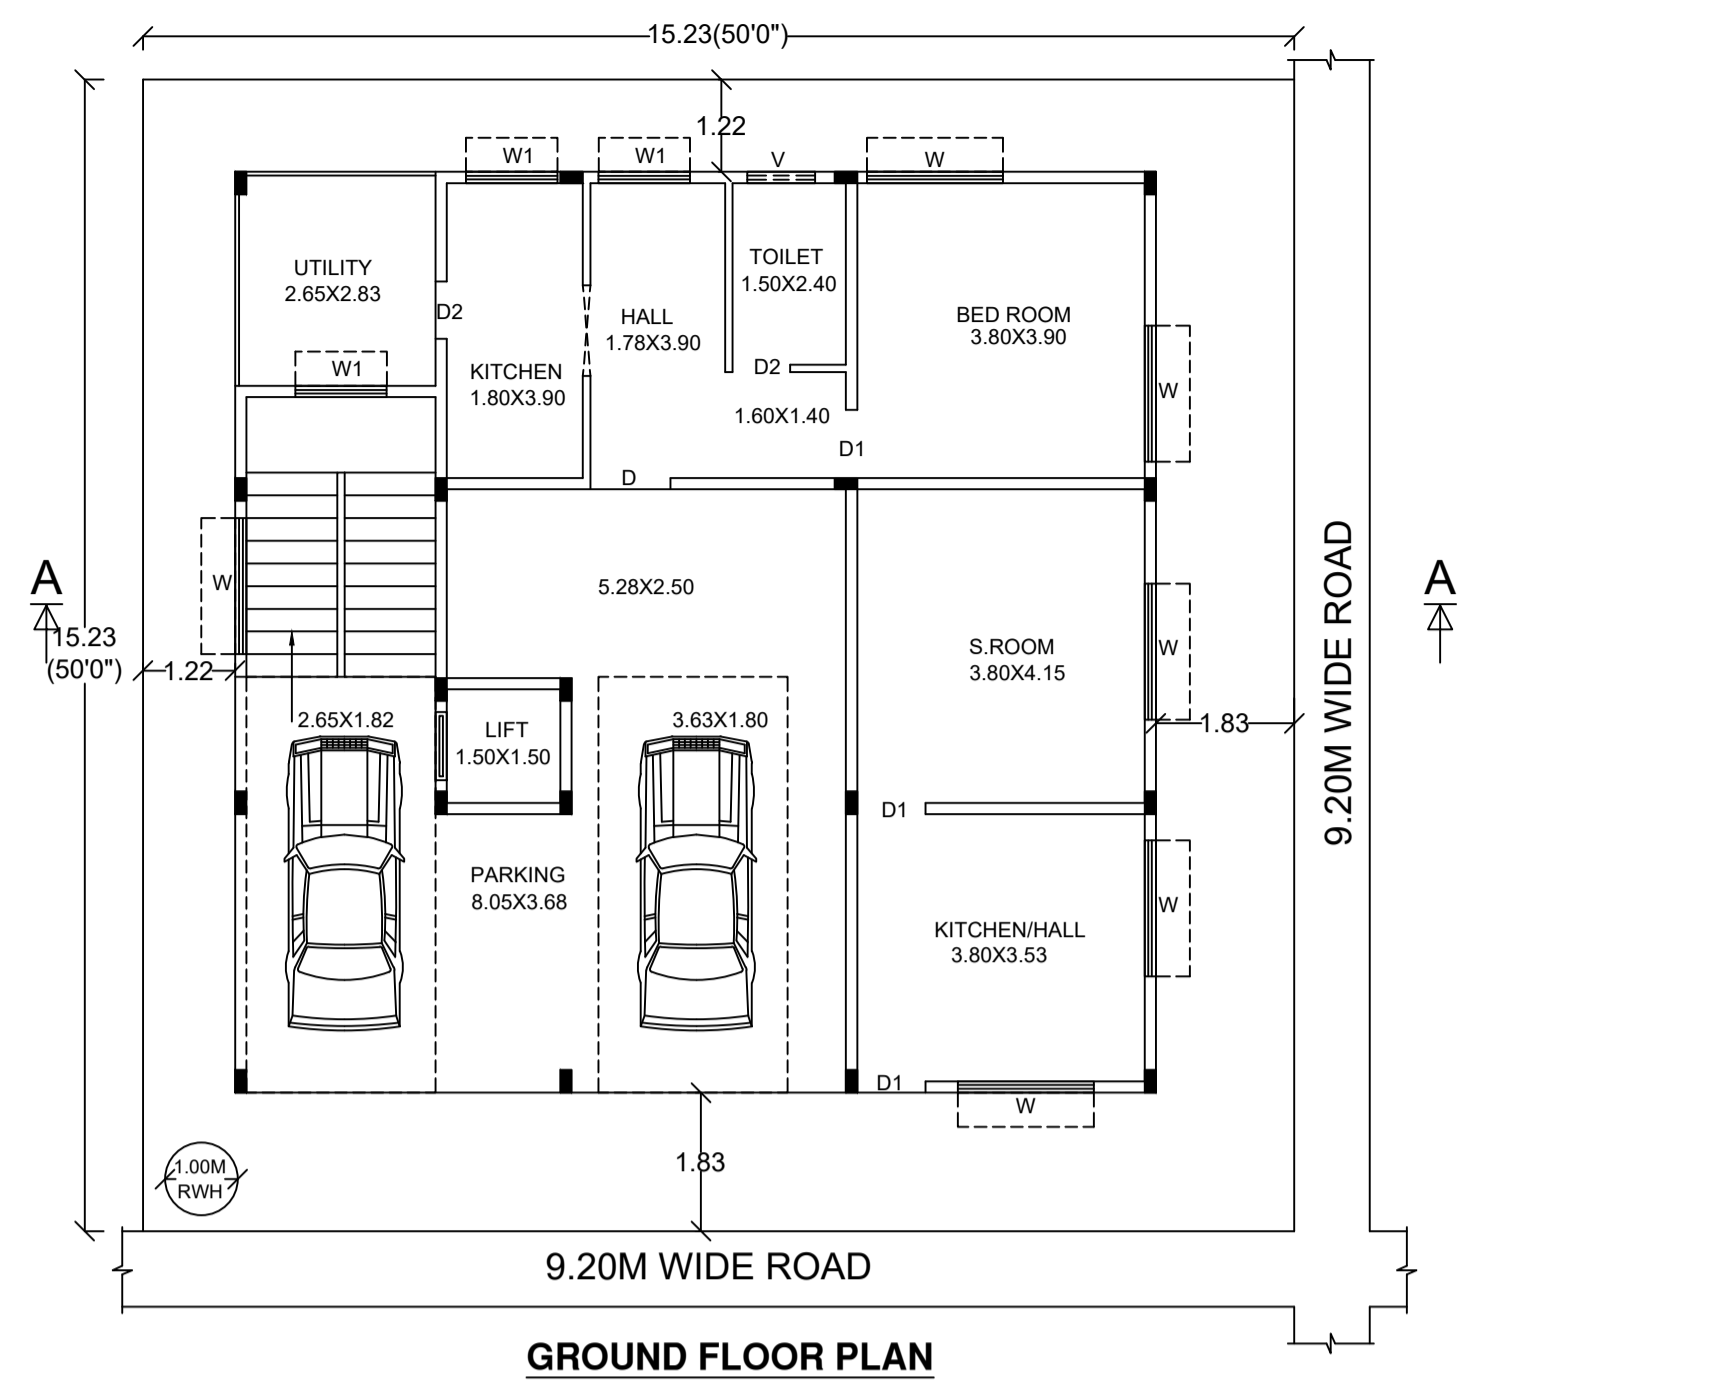 15.23(50'0")
1.22
W1
W1
V
W
UTILITY
2.65X2.83
D2
W1
KITCHEN
1.80X3.90
HALL
1.78X3.90
TOILET
1.50X2.40
D2
1.60X1.40
D1
D
BED ROOM
3.80X3.90
W
A
15.23
(50'0")
1.22
W
5.28X2.50
S.ROOM
3.80X4.15
W
1.83
9.20M WIDE ROAD
A
2.65X1.82
LIFT
1.50X1.50
3.63X1.80
D1
PARKING
8.05X3.68
KITCHEN/HALL
3.80X3.53
W
D1
W
1.83
1.00M
RWH
9.20M WIDE ROAD
GROUND FLOOR PLAN